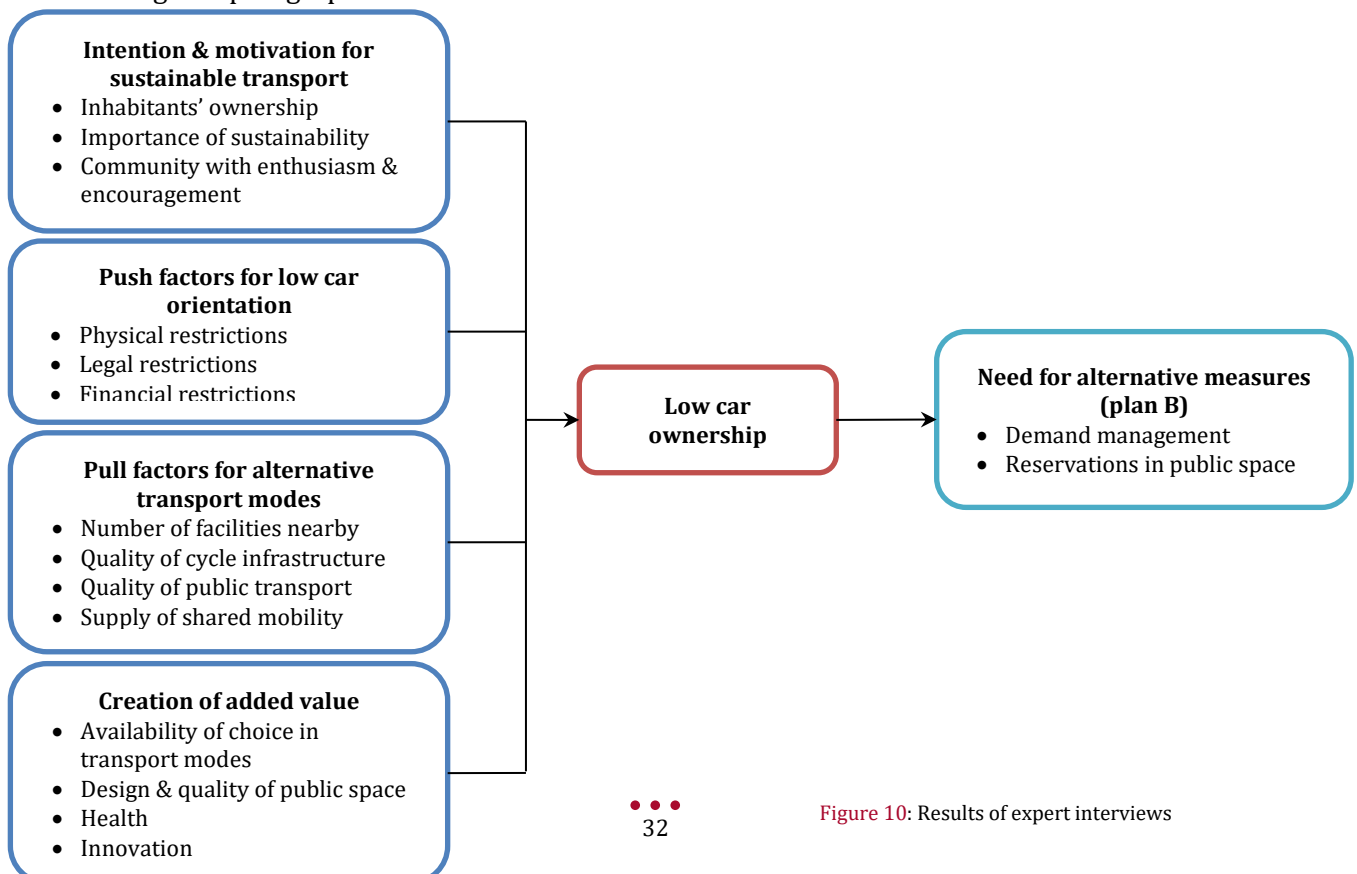 Intention & motivation for
sustainable transport
• Inhabitants’ ownership
• Importance of sustainability
• Community with enthusiasm &
encouragement
Push factors for low car
orientation
• Physical restrictions
• Legal restrictions
• Financial restrictions
Pull factors for alternative
transport modes
• Number of facilities nearby
• Quality of cycle infrastructure
• Quality of public transport
• Supply of shared mobility
Creation of added value
• Availability of choice in
transport modes
• Design & quality of public space
• Health
• Innovation
Low car
ownership
Need for alternative measures
(plan B)
• Demand management
• Reservations in public space
32
Figure 10: Results of expert interviews